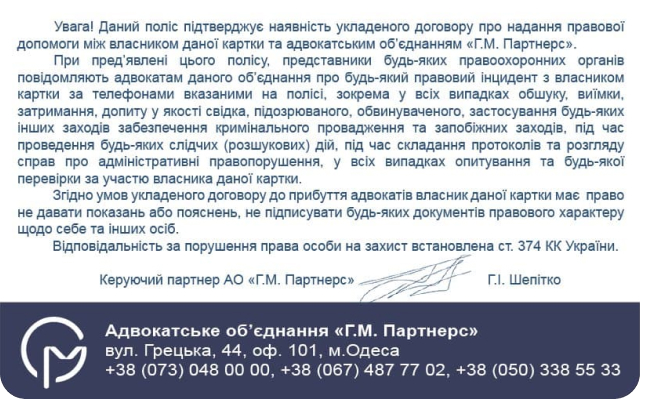 Увага! Даний поліс підтверджує наявність укладеного договору про надання правової
допомоги між власником даної картки та адвокатським об’єднанням «Г.М. Партнерс».
При пред’явлені цього полісу, представники будь-яких правоохоронних органів
повідомляють адвокатам даного об’єднання про будь-який правовий інцидент з власником
картки за телефонами вказаними на полісі, зокрема у всіх випадках обшуку, виїмки,
затримання, допиту у якості свідка, підозрюваного, обвинуваченого, застосування будь-яких
інших заходів забезпечення кримінального провадження та запобіжних заходів, під час
проведення будь-яких слідчих (розшукових) дій, під час складання протоколів та розгляду
справ про адміністративні правопорушення, у всіх випадках опитування та будь-якої
перевірки за участю власника даної картки.
Згідно умов укладеного договору до прибуття адвокатів власник даної картки має право
не давати показань або пояснень, не підписувати будь-яких документів правового характеру
щодо себе та інших осіб.
Відповідальність за порушення права особи на захист встановлена ст. 374 КК України.
Керуючий партнер АО «Г.М. Партнерс» Г.І. Шепітко
Адвокатське об’єднання «Г.М. Партнерс»
вул. Грецька, 44, оф. 101, м.Одеса
+38 (073) 048 00 00, +38 (067) 487 77 02, +38 (050) 338 55 33